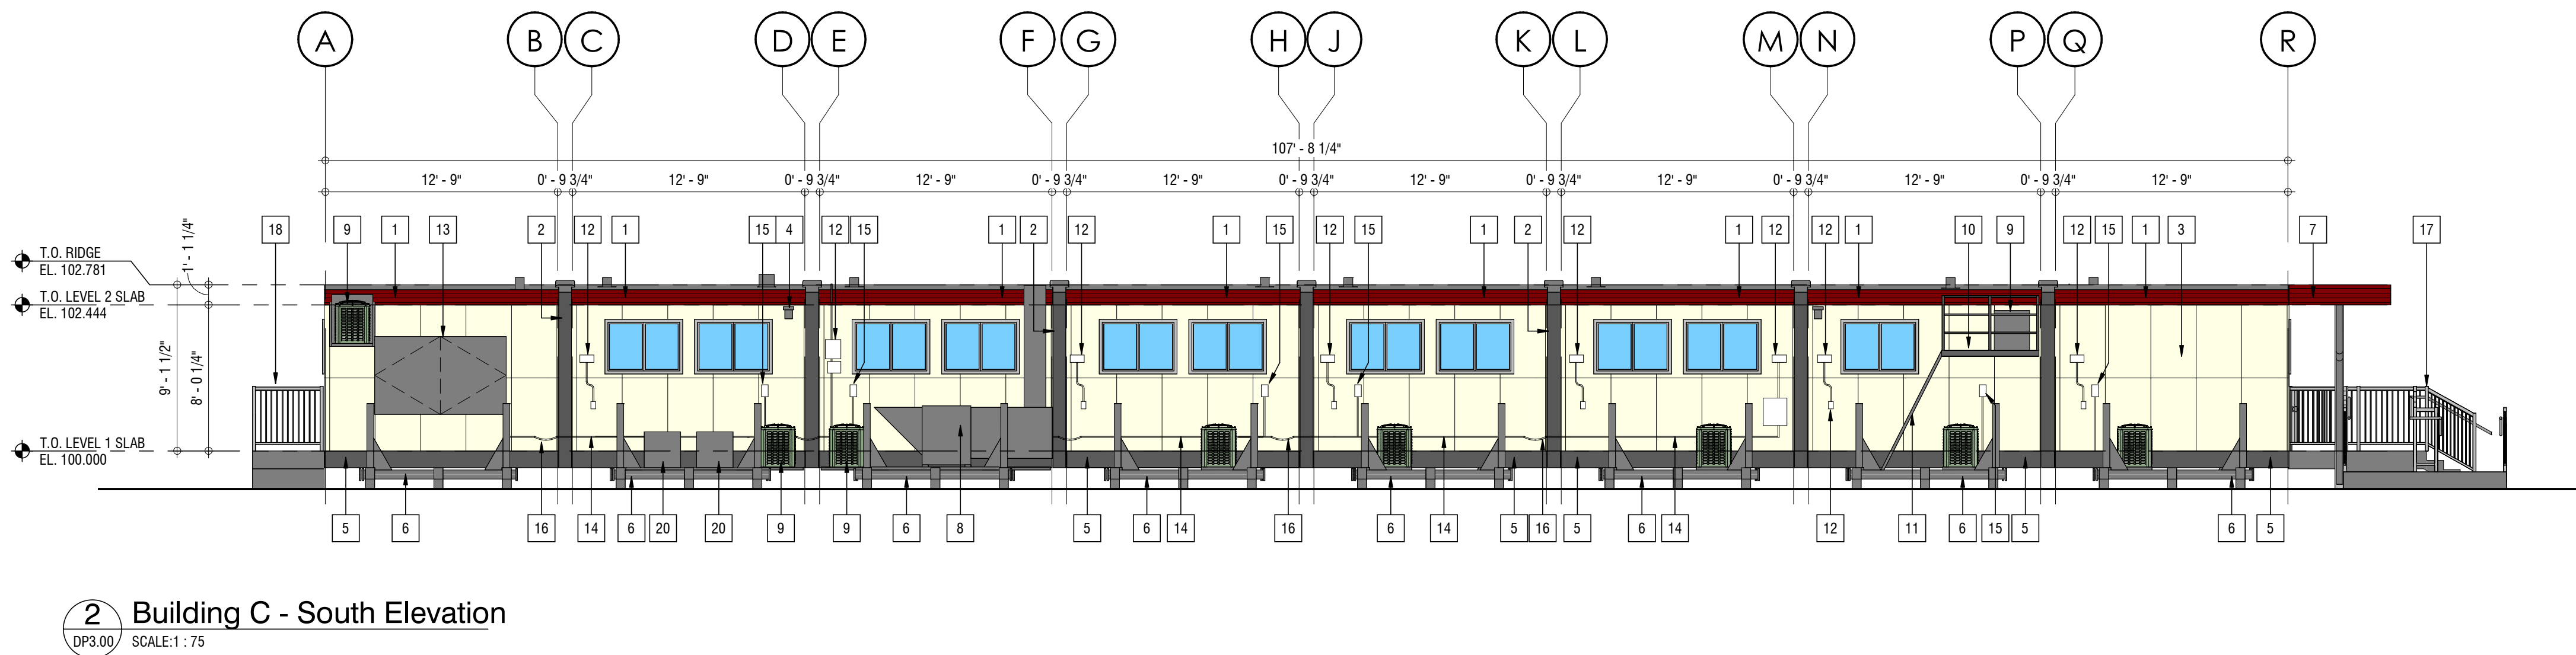 A B C D E F G H J K L M N P Q R
107' - 8 1/4"
12' - 9" 0' - 9 3/4" 12' - 9" 0' - 9 3/4" 12' - 9" 0' - 9 3/4" 12' - 9" 0' - 9 3/4" 12' - 9" 0' - 9 3/4" 12' - 9" 0' - 9 3/4" 12' - 9" 0' - 9 3/4" 12' - 9"
18 9 1 13 2 12 1 15 4 12 15 1 2 12 1 15 12 15 1 2 12 1 12 12 1 10 9 12 15 1 3 7 17
T.O. RIDGE
EL. 102.781
1' - 1 1/4"
T.O. LEVEL 2 SLAB
EL. 102.444
9' - 1 1/2"
8' - 0 1/4"
T.O. LEVEL 1 SLAB
EL. 100.000
5 6 16 14 6 20 20 9 9 6 8 5 6 14 16 6 14 5 16 5 6 14 12 11 6 15 5 6 5
2 Building C - South Elevation
DP3.00 SCALE:1 : 75